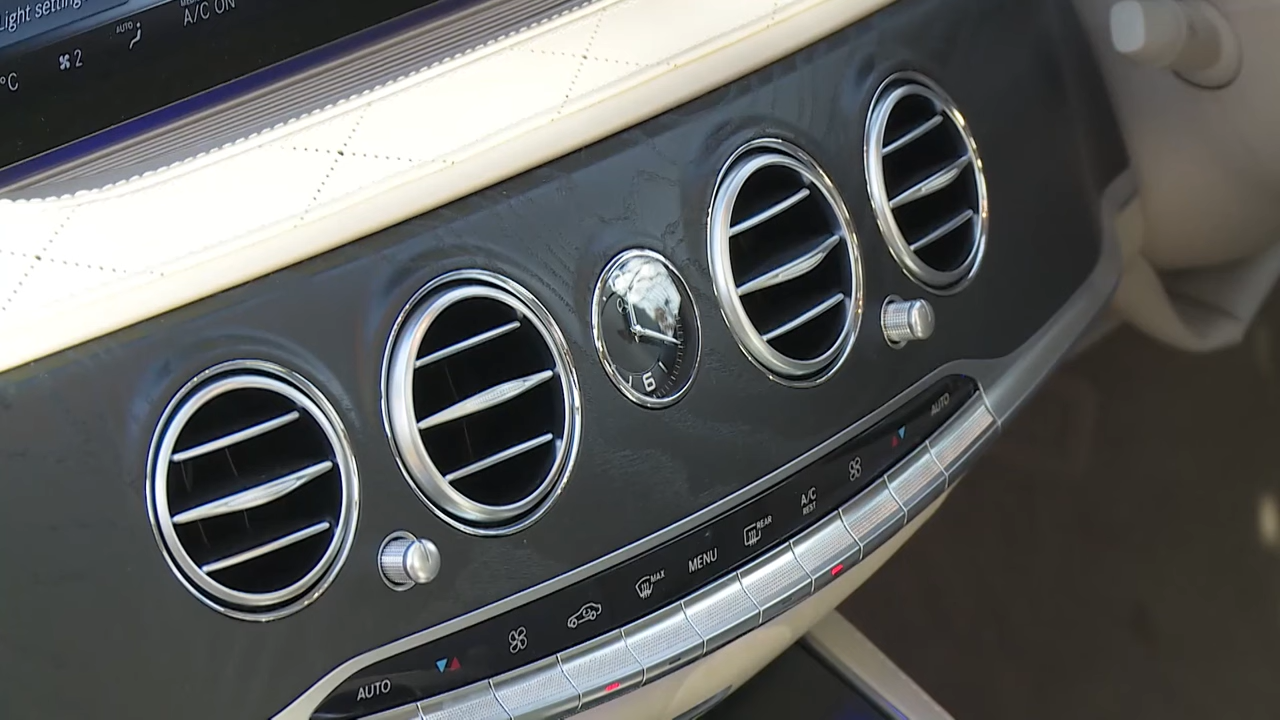 Light setting
A/C ON
AUTO
2
°C
6
AUTO
A/C
REST
REAR
MENU
MAX
AUTO